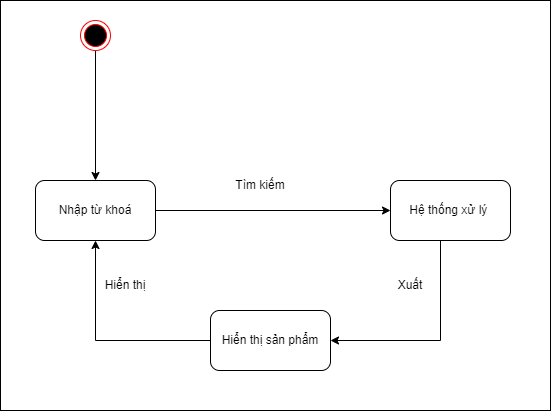 Tìm kiếm
Nhập từ khoá
Hệ thống xử lý
Hiển thị
Xuất
Hiển thị sản phẩm